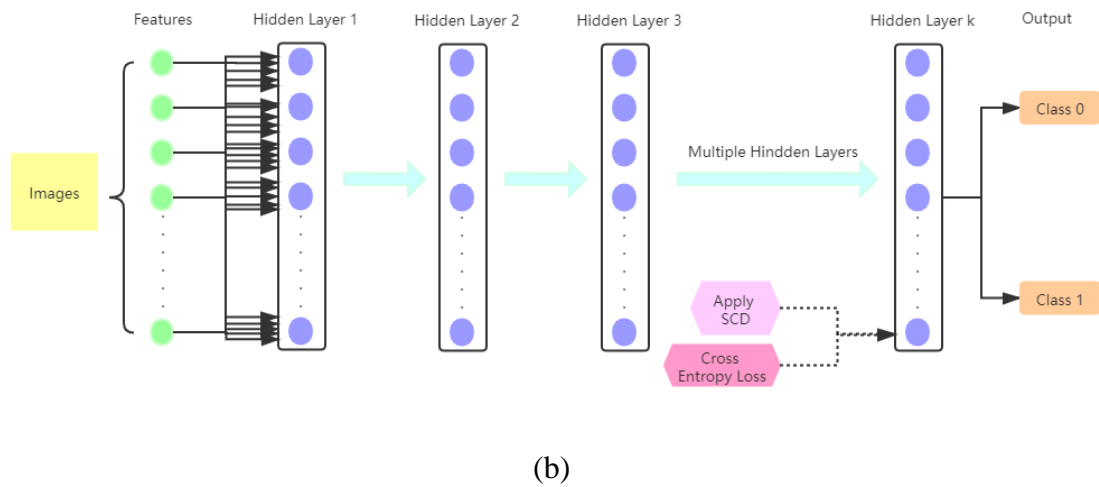 Features
Hidden Layer 1
Hidden Layer 2
Hidden Layer 3
Hidden Layer k
Output
Images
Class 0
Multiple Hindden Layers
Class 1
Apply
SCD
Cross
Entropy Loss
(b)